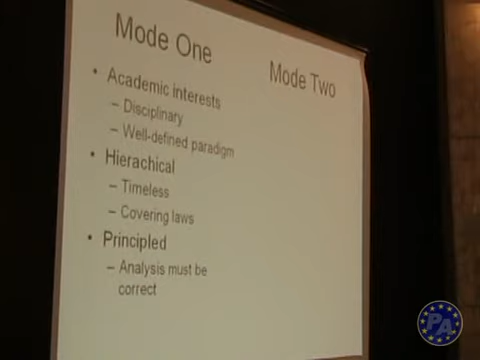 Mode One
• Academic interests
– Disciplinary
– Well-defined paradigm
• Hierachical
– Timeless
– Covering laws
• Principled
– Analysis must be
correct
Mode Two
PA